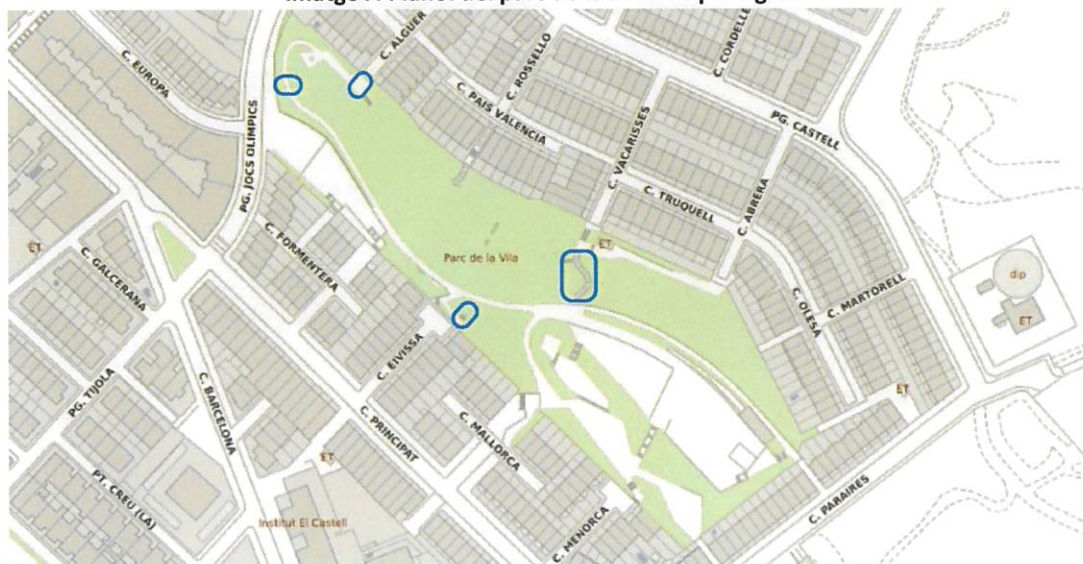 C. EUROPA
C. ALGUER
C. ROSSELLO
C. CORDELLE
C. PAIS VALENCIA
PG. CASTELL
PG. JOCS OLIMPICS
C. VACARISSES
C. TRUQUELL
C. ABRERA
ET
C. GALCERANA
C. FORMENTERA
Parc de la Vila
ET
C. OLESA
C. MARTORELL
dip
ET
PG. TIJOLA
C. BARCELONA
C. EIVISSA
C. PRINCIPAT
C. MALLORCA
ET
ET
PT. CREU (LA)
Institut El Castell
C. MENORCA
C. PARAIRES